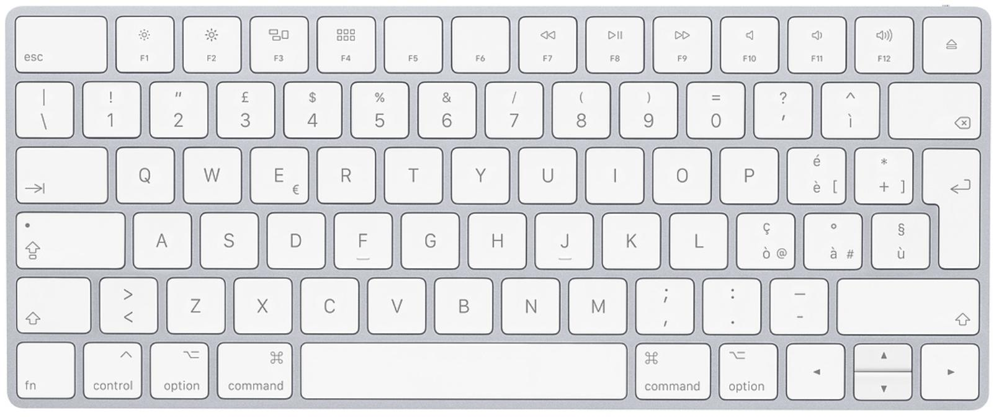 esc F1 F2 F3 F4 F5 F6 F7 F8 F9 F10 F11 F12
| ! " £ $ % & / ( ) = ? ^
\ 1 2 3 4 5 6 7 8 9 0 ' ì
Q W E € R T Y U I O P é è [ * + ]
A S D F G H J K L ç ò @ ° à # § ù
> < Z X C V B N M ; , : . _ -
fn control option command command option